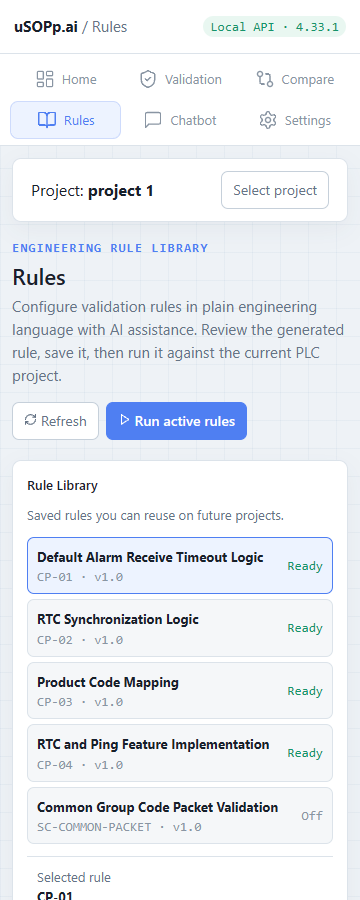 uSOPp.ai / Rules
Local API · 4.33.1
Home
Validation
Compare
Rules
Chatbot
Settings
Project: project 1
Select project
ENGINEERING RULE LIBRARY
Rules
Configure validation rules in plain engineering
language with AI assistance. Review the generated
rule, save it, then run it against the current PLC
project.
Refresh
Run active rules
Rule Library
Saved rules you can reuse on future projects.
Default Alarm Receive Timeout Logic
CP-01 · v1.0
Ready
RTC Synchronization Logic
CP-02 · v1.0
Ready
Product Code Mapping
CP-03 · v1.0
Ready
RTC and Ping Feature Implementation
CP-04 · v1.0
Ready
Common Group Code Packet Validation
SC-COMMON-PACKET · v1.0
Off
Selected rule
CP-01